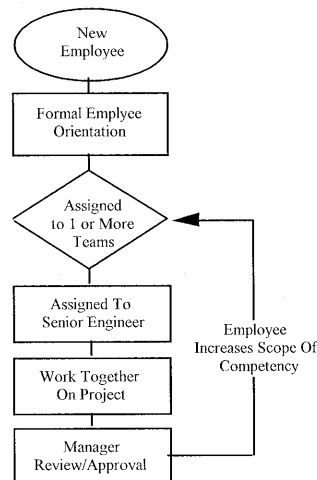 New
Employee
Formal Emplyee
Orientation
Assigned
to 1 or More
Teams
Assigned To
Senior Engineer
Employee
Increases Scope Of
Competency
Work Together
On Project
Manager
Review/Approval